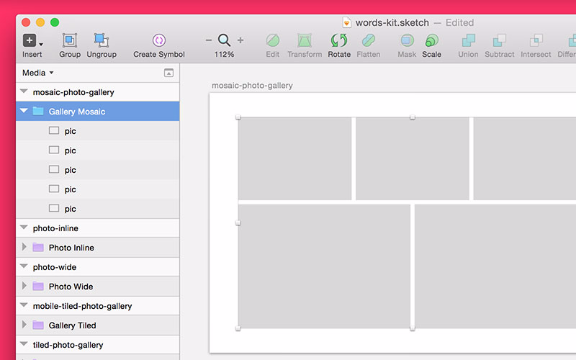 words-kit.sketch — Edited
Insert
Group
Ungroup
Create Symbol
112%
Edit
Transform
Rotate
Flatten
Mask
Scale
Union
Subtract
Intersect
Media
mosaic-photo-gallery
Gallery Mosaic
pic
pic
pic
pic
pic
photo-inline
Photo Inline
photo-wide
Photo Wide
mobile-tiled-photo-gallery
Gallery Tiled
tiled-photo-gallery
mosaic-photo-gallery